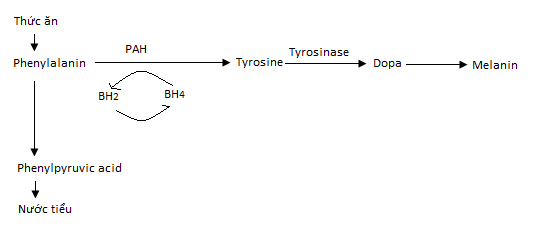 Thức ăn
PAH
Tyrosinase
Phenylalanin
Tyrosine
Dopa
Melanin
BH2
BH4
Phenylpyruvic acid
Nước tiểu